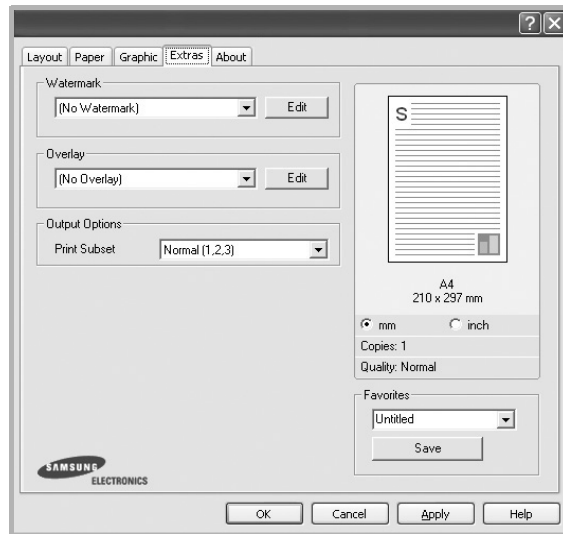 Layout Paper Graphic Extras About
Watermark
(No Watermark)
Edit
Overlay
(No Overlay)
Edit
Output Options
Print Subset Normal (1,2,3)
S
A4
210 x 297 mm
mm inch
Copies: 1
Quality: Normal
Favorites
Untitled
Save
SAMSUNG
ELECTRONICS
OK Cancel Apply Help